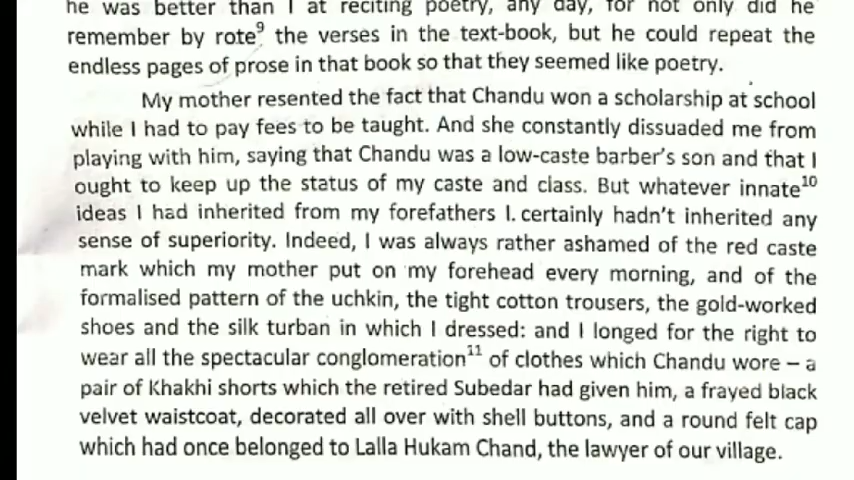 he was better than I at reciting poetry, any day, for not only did he
remember by rote⁹ the verses in the text-book, but he could repeat the
endless pages of prose in that book so that they seemed like poetry.
My mother resented the fact that Chandu won a scholarship at school
while I had to pay fees to be taught. And she constantly dissuaded me from
playing with him, saying that Chandu was a low-caste barber's son and that I
ought to keep up the status of my caste and class. But whatever innate¹⁰
ideas I had inherited from my forefathers I. certainly hadn't inherited any
sense of superiority. Indeed, I was always rather ashamed of the red caste
mark which my mother put on my forehead every morning, and of the
formalised pattern of the uchkin, the tight cotton trousers, the gold-worked
shoes and the silk turban in which I dressed: and I longed for the right to
wear all the spectacular conglomeration¹¹ of clothes which Chandu wore – a
pair of Khakhi shorts which the retired Subedar had given him, a frayed black
velvet waistcoat, decorated all over with shell buttons, and a round felt cap
which had once belonged to Lalla Hukam Chand, the lawyer of our village.